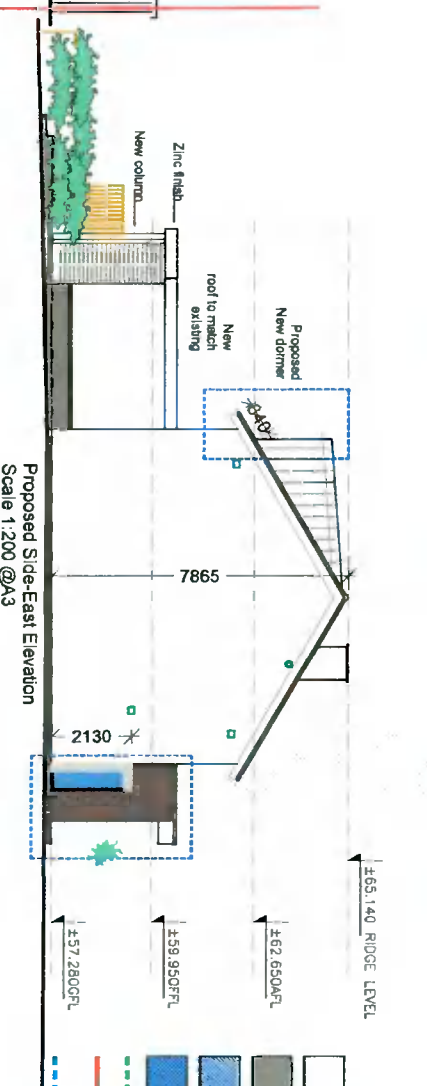 Zinc finish
New column
New
roof to match
existing
Proposed
New dormer
840
7865
2130
±65.140 RIDGE LEVEL
±62.650AFL
±59.950FFL
±57.280GFL
Proposed Side-East Elevation
Scale 1:200 @A3